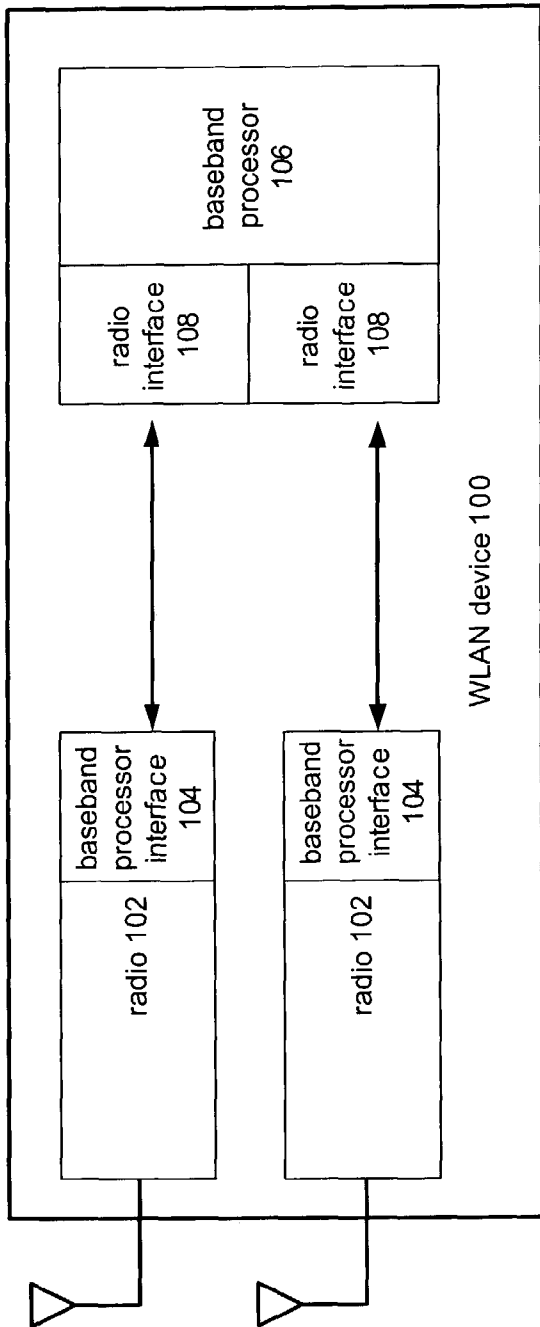 radio 102
baseband
processor
interface
104
radio
interface
108
baseband
processor
106
radio 102
baseband
processor
interface
104
radio
interface
108
WLAN device 100